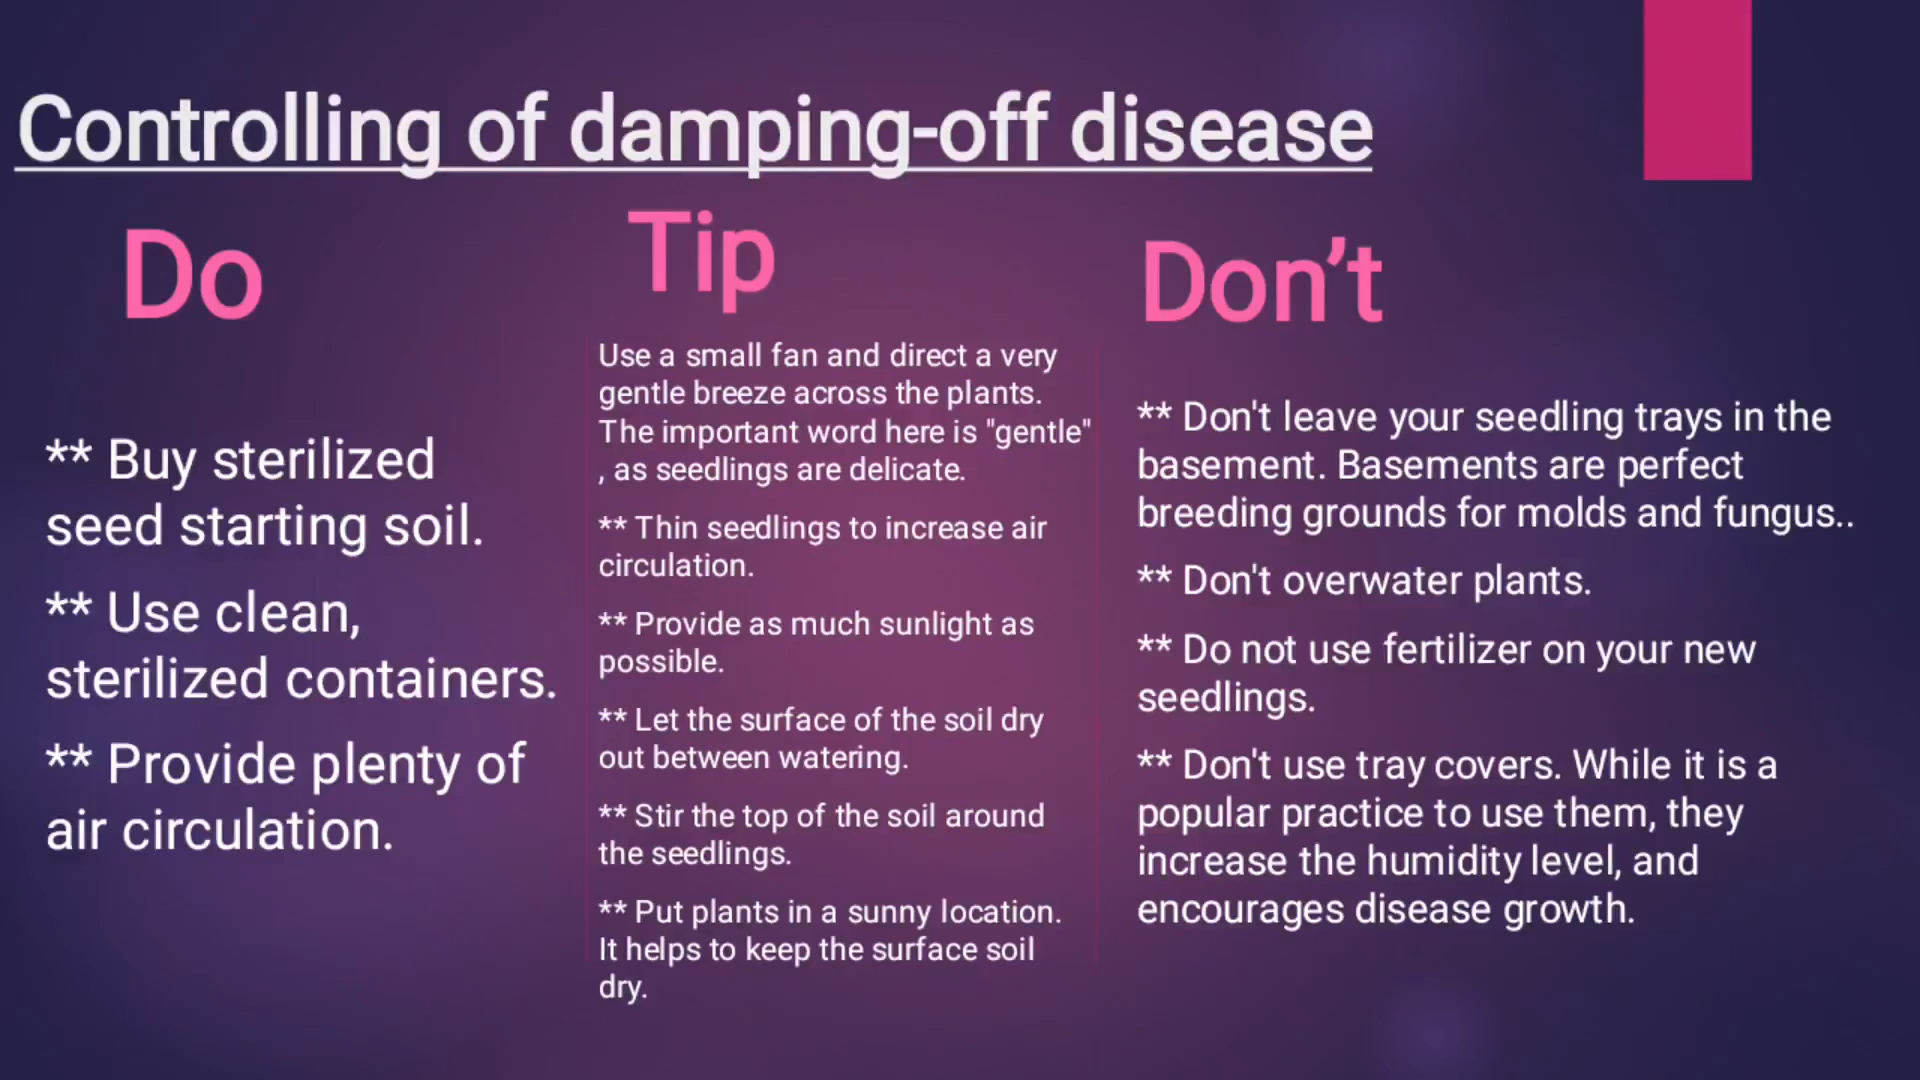 Controlling of damping-off disease
Do
** Buy sterilized
seed starting soil.
** Use clean,
sterilized containers.
** Provide plenty of
air circulation.
Tip
Use a small fan and direct a very
gentle breeze across the plants.
The important word here is "gentle"
, as seedlings are delicate.
** Thin seedlings to increase air
circulation.
** Provide as much sunlight as
possible.
** Let the surface of the soil dry
out between watering.
** Stir the top of the soil around
the seedlings.
** Put plants in a sunny location.
It helps to keep the surface soil
dry.
Don’t
** Don't leave your seedling trays in the
basement. Basements are perfect
breeding grounds for molds and fungus..
** Don't overwater plants.
** Do not use fertilizer on your new
seedlings.
** Don't use tray covers. While it is a
popular practice to use them, they
increase the humidity level, and
encourages disease growth.